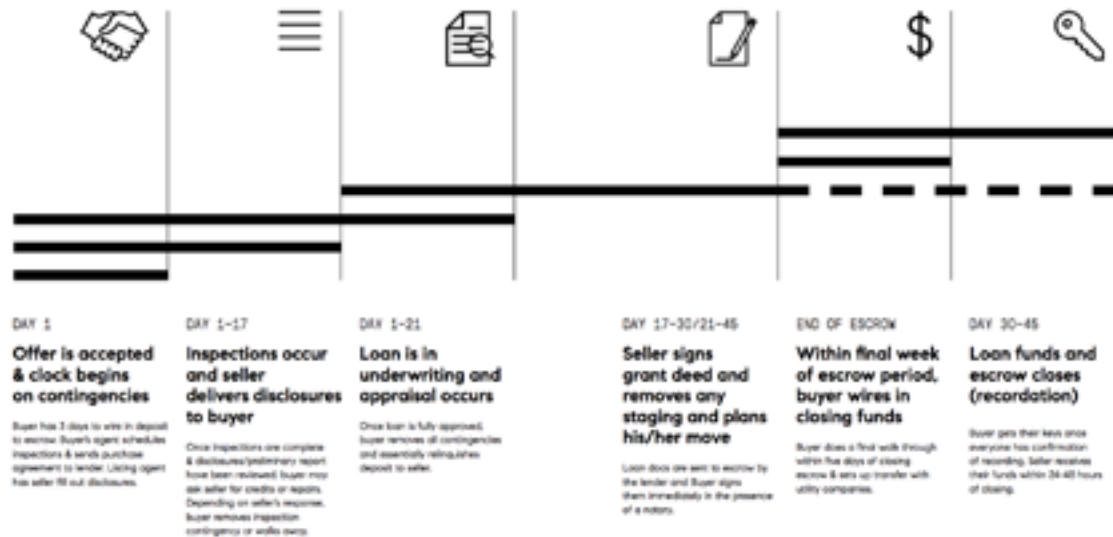 $
DAY 1
Offer is accepted
& clock begins
on contingencies
Buyer has 3 days to wire in deposit
to escrow. Buyer's agent schedules
inspections & sends purchase
agreement to lender. Listing agent
has seller fill out disclosures.
DAY 1-17
Inspections occur
and seller
delivers disclosures
to buyer
Once inspections are complete
& disclosures/preliminary report
have been reviewed, buyer may
ask seller for credits or repairs.
Depending on seller's response,
buyer removes inspection
contingency or walks away.
DAY 1-21
Loan is in
underwriting and
appraisal occurs
Once loan is fully approved,
buyer removes all contingencies
and essentially relinquishes
deposit to seller.
DAY 17-30/21-45
Seller signs
grant deed and
removes any
staging and plans
his/her move
Loan docs are sent to escrow by
the lender and Buyer signs
them immediately in the presence
of a notary.
END OF ESCROW
Within final week
of escrow period,
buyer wires in
closing funds
Buyer does a final walk through
within five days of closing
escrow & sets up transfer with
utility companies.
DAY 30-45
Loan funds and
escrow closes
(recordation)
Buyer gets their keys once
everyone has confirmation
of recording. Seller receives
their funds within 24-48 hours
of closing.